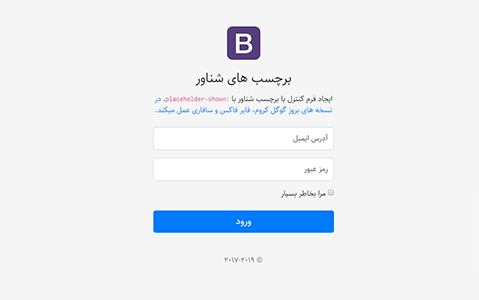 B
برچسب های شناور
ایجاد فرم کنترل با برچسب شناور با :placeholder-shown. در
نسخه های بروز گوگل کروم، فایر فاکس و سافاری عمل میکند.
آدرس ایمیل
رمز عبور
مرا بخاطر بسپار
ورود
© ۲۰۱۷-۲۰۱۹